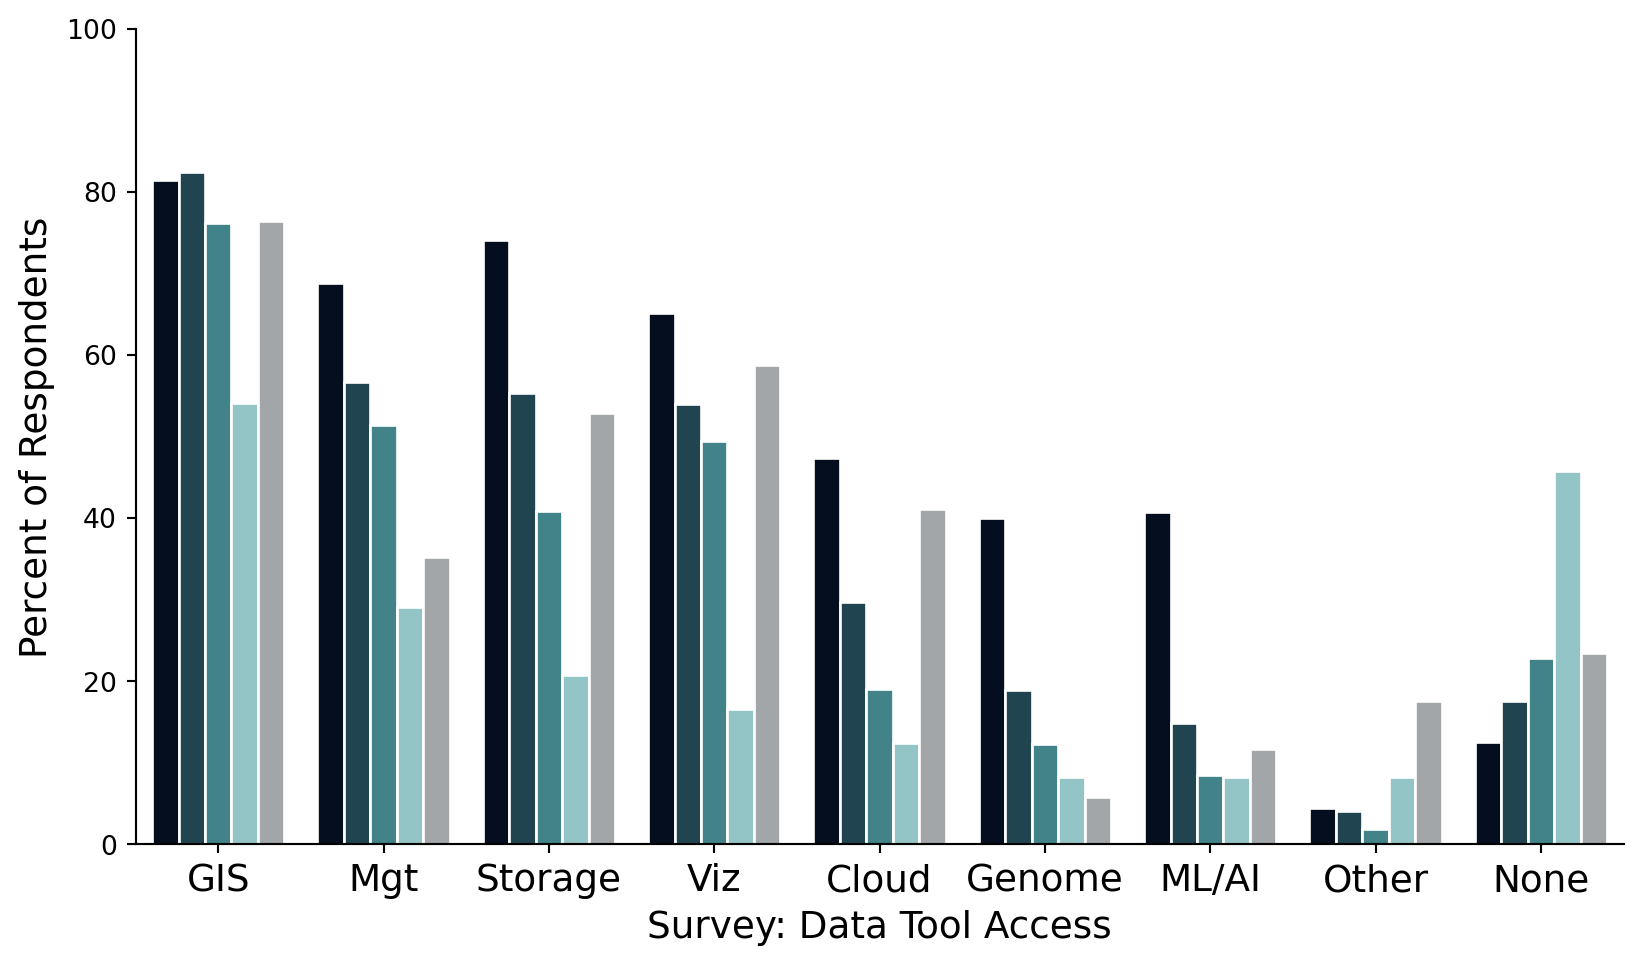 100
80
60
40
20
0
Percent of Respondents
GIS Mgt Storage Viz Cloud Genome ML/AI Other None
Survey: Data Tool Access